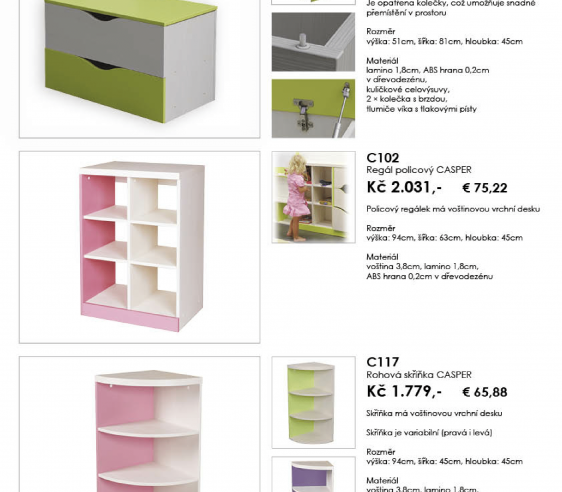 Je opatřena kolečky, což umožňuje snadné
přemístění v prostoru
Rozměr
výška: 51cm, šířka: 81cm, hloubka: 45cm
Materiál
lamino 1,8cm, ABS hrana 0,2cm
v dřevodezénu,
kuličkové celovýsuvy,
2 × kolečka s brzdou,
tlumiče víka s tlakovými písty
C102
Regál policový CASPER
Kč 2.031,- € 75,22
Policový regálek má voštinovou vrchní desku
Rozměr
výška: 94cm, šířka: 63cm, hloubka: 45cm
Materiál
voština 3,8cm, lamino 1,8cm,
ABS hrana 0,2cm v dřevodezénu
C117
Rohová skříňka CASPER
Kč 1.779,- € 65,88
Skříňka má voštinovou vrchní desku
Skříňka je variabilní (pravá i levá)
Rozměr
výška: 94cm, šířka: 45cm, hloubka: 45cm
Materiál
voština 3,8cm, lamino 1,8cm,